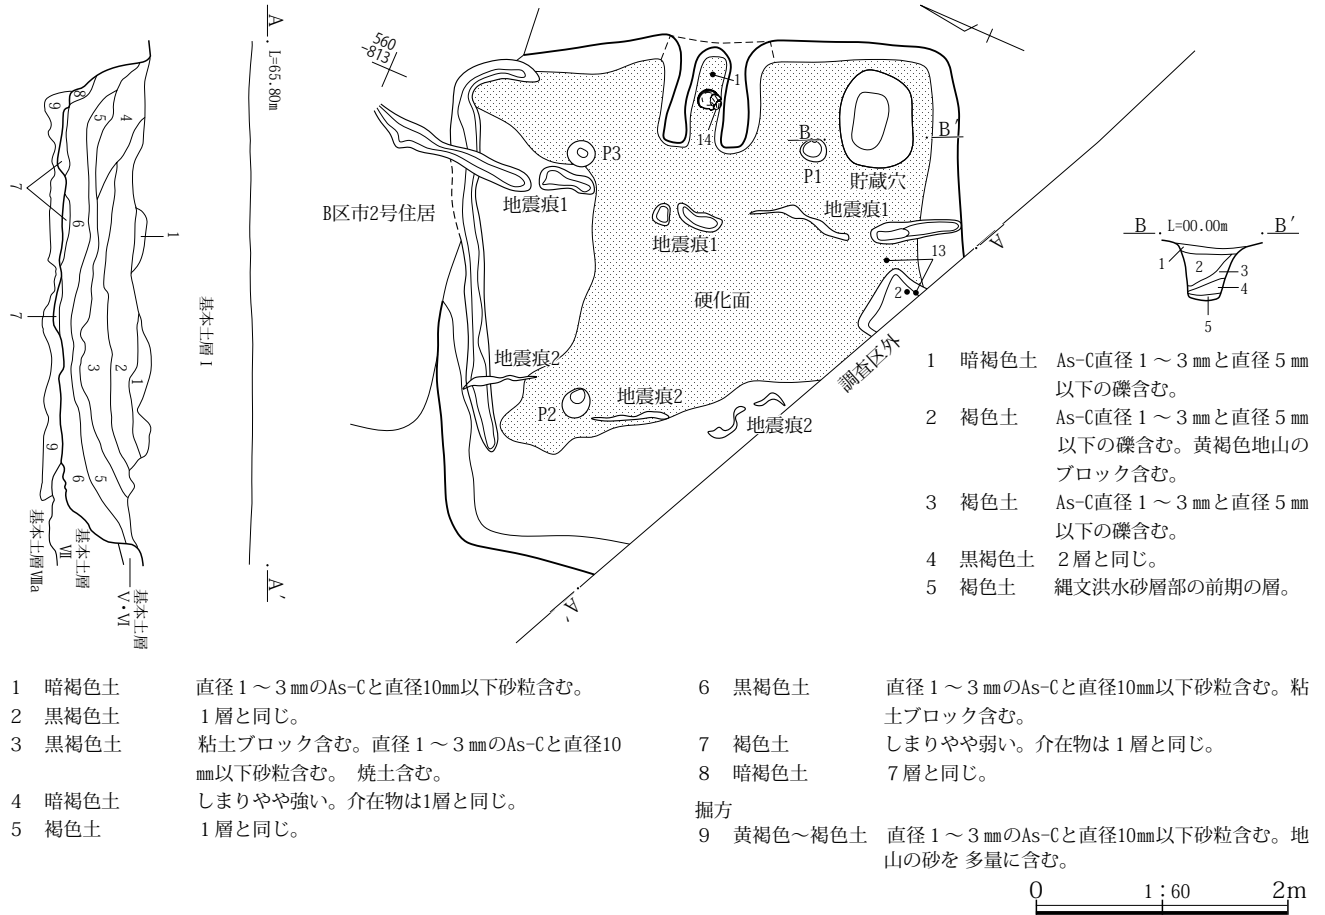 A
L=65.80m
560
-813
9
8
5
4
7
6
1
7
3
2
1
9
6
5
基本土層Ⅰ
基本土層Ⅷa
Ⅶ
基本土層
Ⅴ・Ⅵ
基本土層
A′
1
14
B
B′
P3
P1
貯蔵穴
B区市2号住居
地震痕1
地震痕1
地震痕1
A
13
2
硬化面
調査区外
地震痕2
P2
地震痕2
地震痕2
A′
B
L=00.00m
B′
1
2
3
4
5
1 暗褐色土 As-C直径1～3㎜と直径5㎜
以下の礫含む。
2 褐色土 As-C直径1～3㎜と直径5㎜
以下の礫含む。黄褐色地山の
ブロック含む。
3 褐色土 As-C直径1～3㎜と直径5㎜
以下の礫含む。
4 黒褐色土 2層と同じ。
5 褐色土 縄文洪水砂層部の前期の層。
1 暗褐色土 直径1～3㎜のAs-Cと直径10㎜以下砂粒含む。
2 黒褐色土 1層と同じ。
3 黒褐色土 粘土ブロック含む。直径1～3㎜のAs-Cと直径10
㎜以下砂粒含む。 焼土含む。
4 暗褐色土 しまりやや強い。介在物は1層と同じ。
5 褐色土 1層と同じ。
6 黒褐色土 直径1～3㎜のAs-Cと直径10㎜以下砂粒含む。粘
土ブロック含む。
7 褐色土 しまりやや弱い。介在物は1層と同じ。
8 暗褐色土 7層と同じ。
掘方
9 黄褐色～褐色土 直径1～3㎜のAs-Cと直径10㎜以下砂粒含む。地
山の砂を 多量に含む。
0 1：60 2m